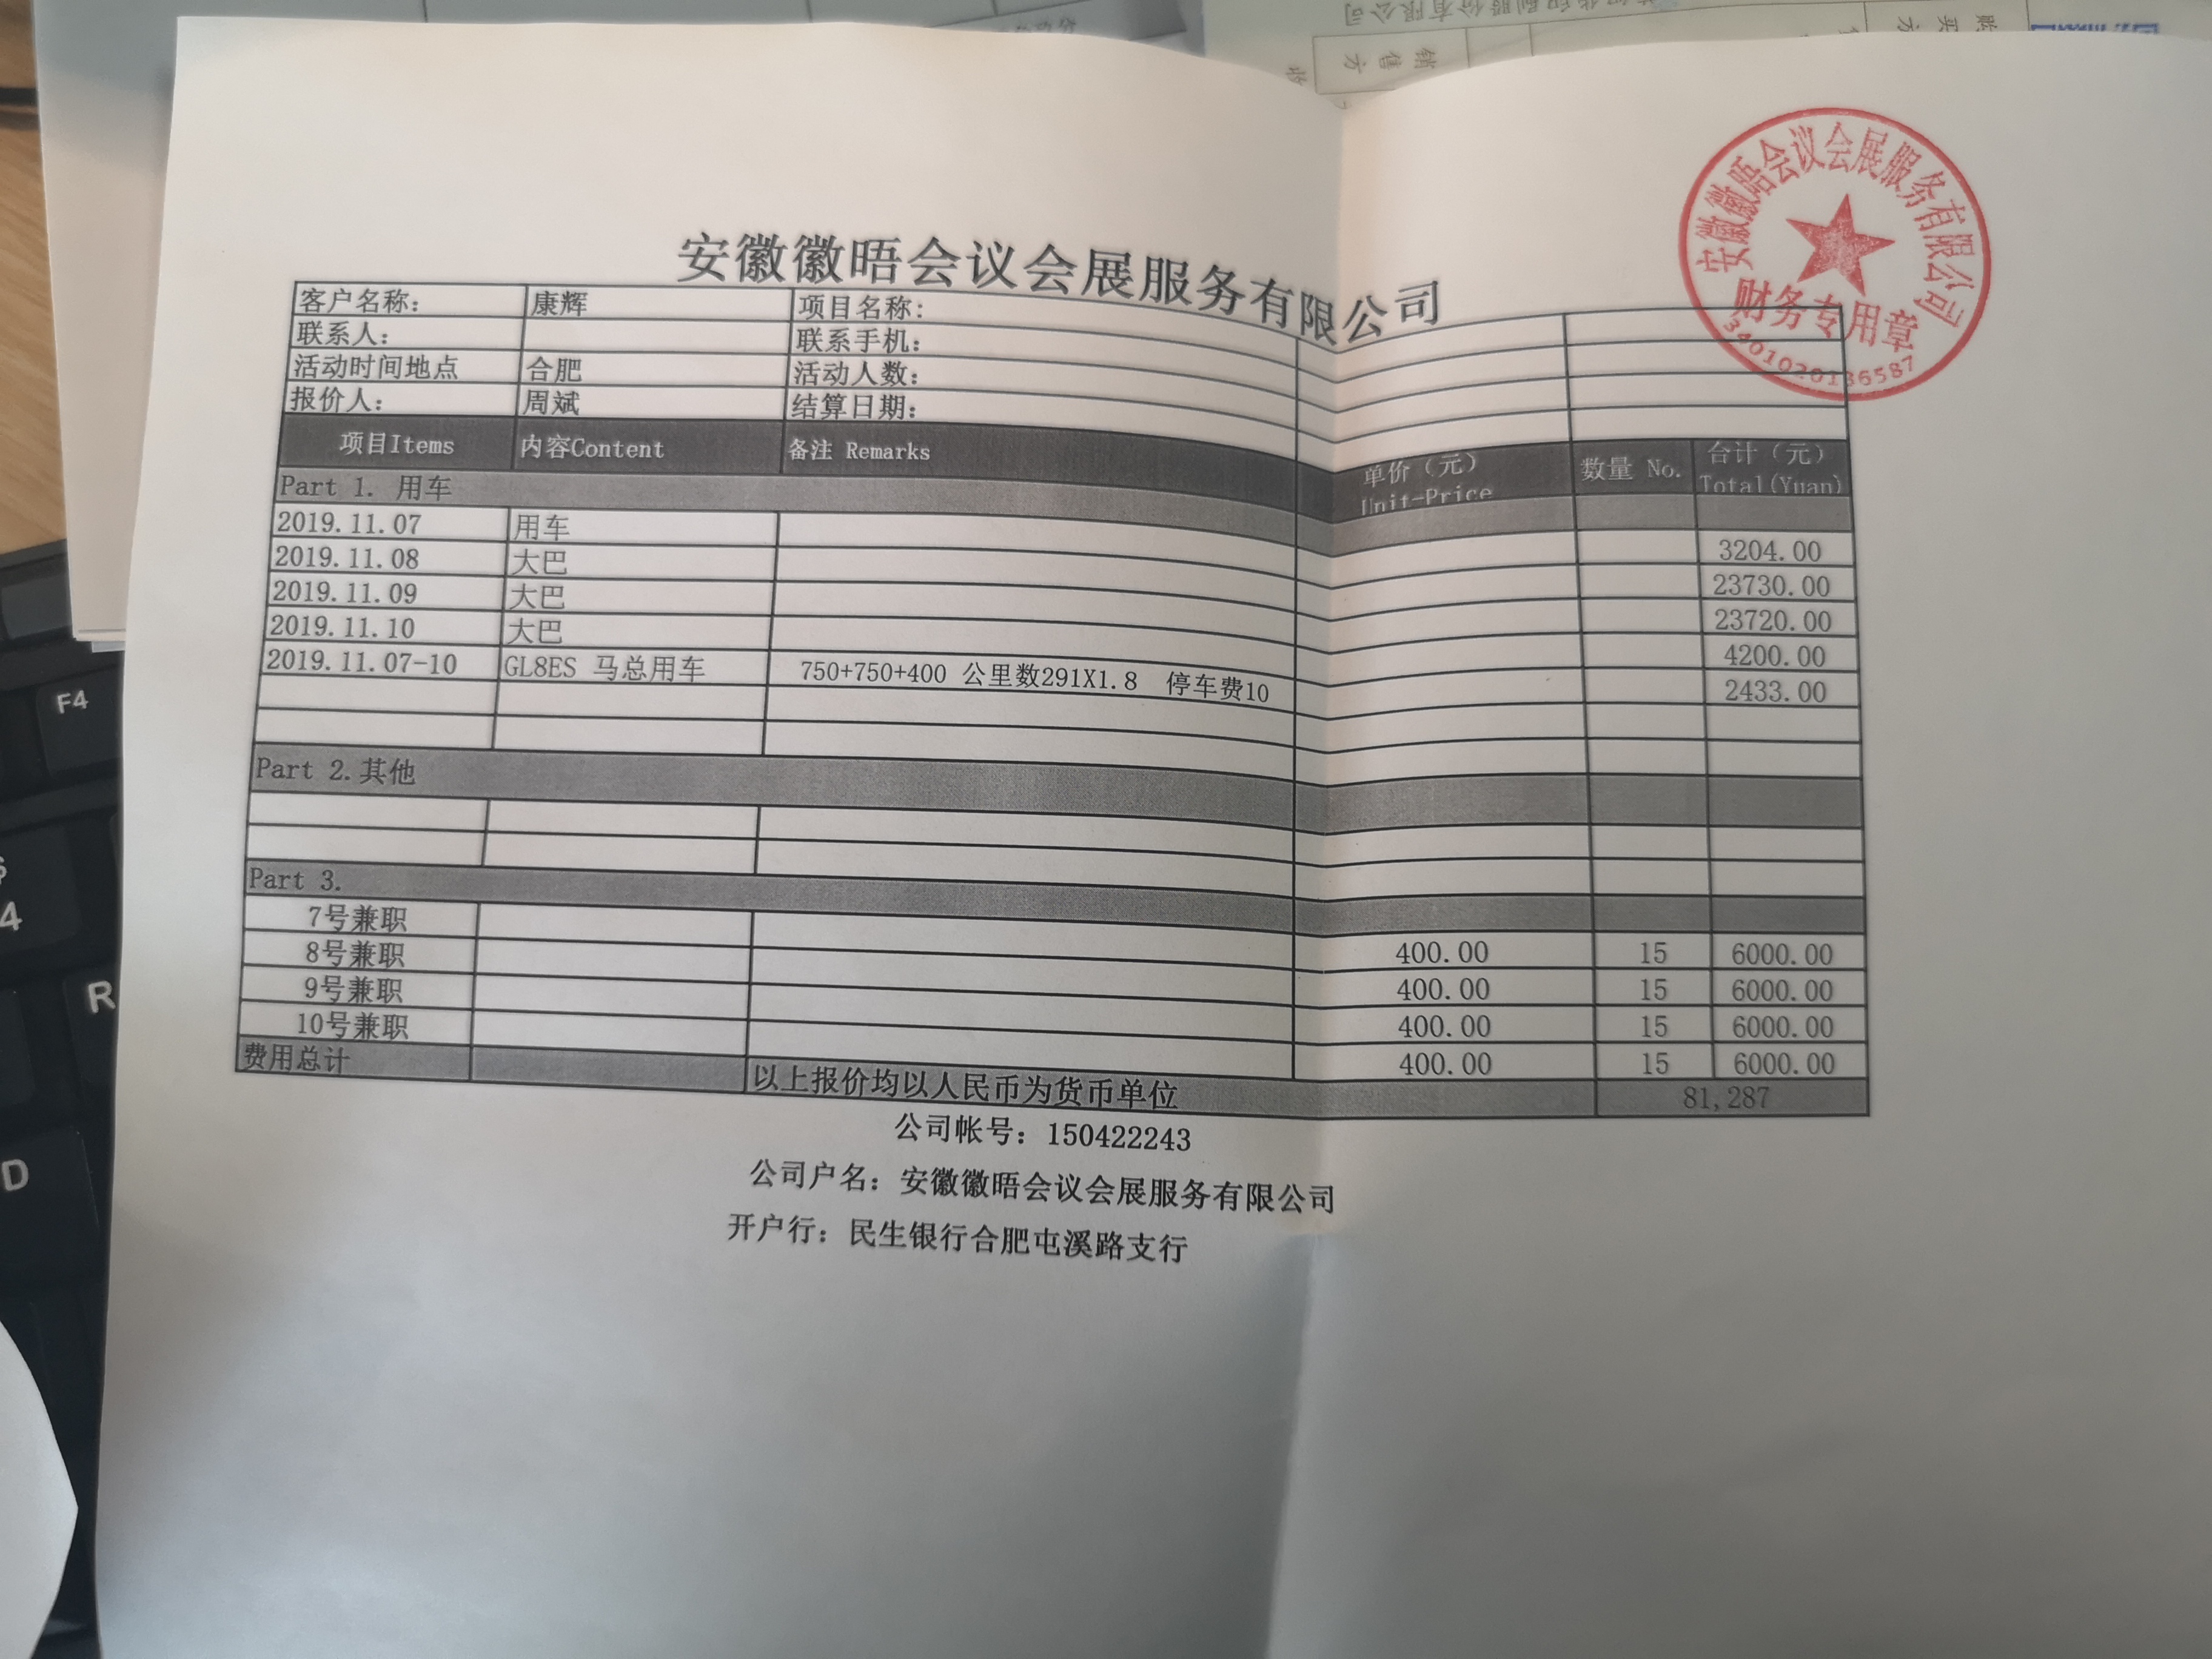 安徽徽晤会议会展服务有限公司
客户名称： 康辉 项目名称：
联系人： 联系手机：
活动时间地点 合肥 活动人数：
报价人： 周斌 结算日期：
项目Items 内容Content 备注 Remarks 单价（元） Unit-Price 数量 No. 合计（元） Total(Yuan)
Part 1. 用车
2019.11.07 用车 3204.00
2019.11.08 大巴 23730.00
2019.11.09 大巴 23720.00
2019.11.10 大巴 4200.00
2019.11.07-10 GL8ES 马总用车 750+750+400 公里数291X1.8 停车费10 2433.00
Part 2.其他
Part 3.
7号兼职 400.00 15 6000.00
8号兼职 400.00 15 6000.00
9号兼职 400.00 15 6000.00
10号兼职 400.00 15 6000.00
费用总计 以上报价均以人民币为货币单位 81,287
公司帐号：150422243
公司户名：安徽徽晤会议会展服务有限公司
开户行：民生银行合肥屯溪路支行
安徽徽晤会议会展服务有限公司
财务专用章
3401020136587
销售方
F4
4
R
D